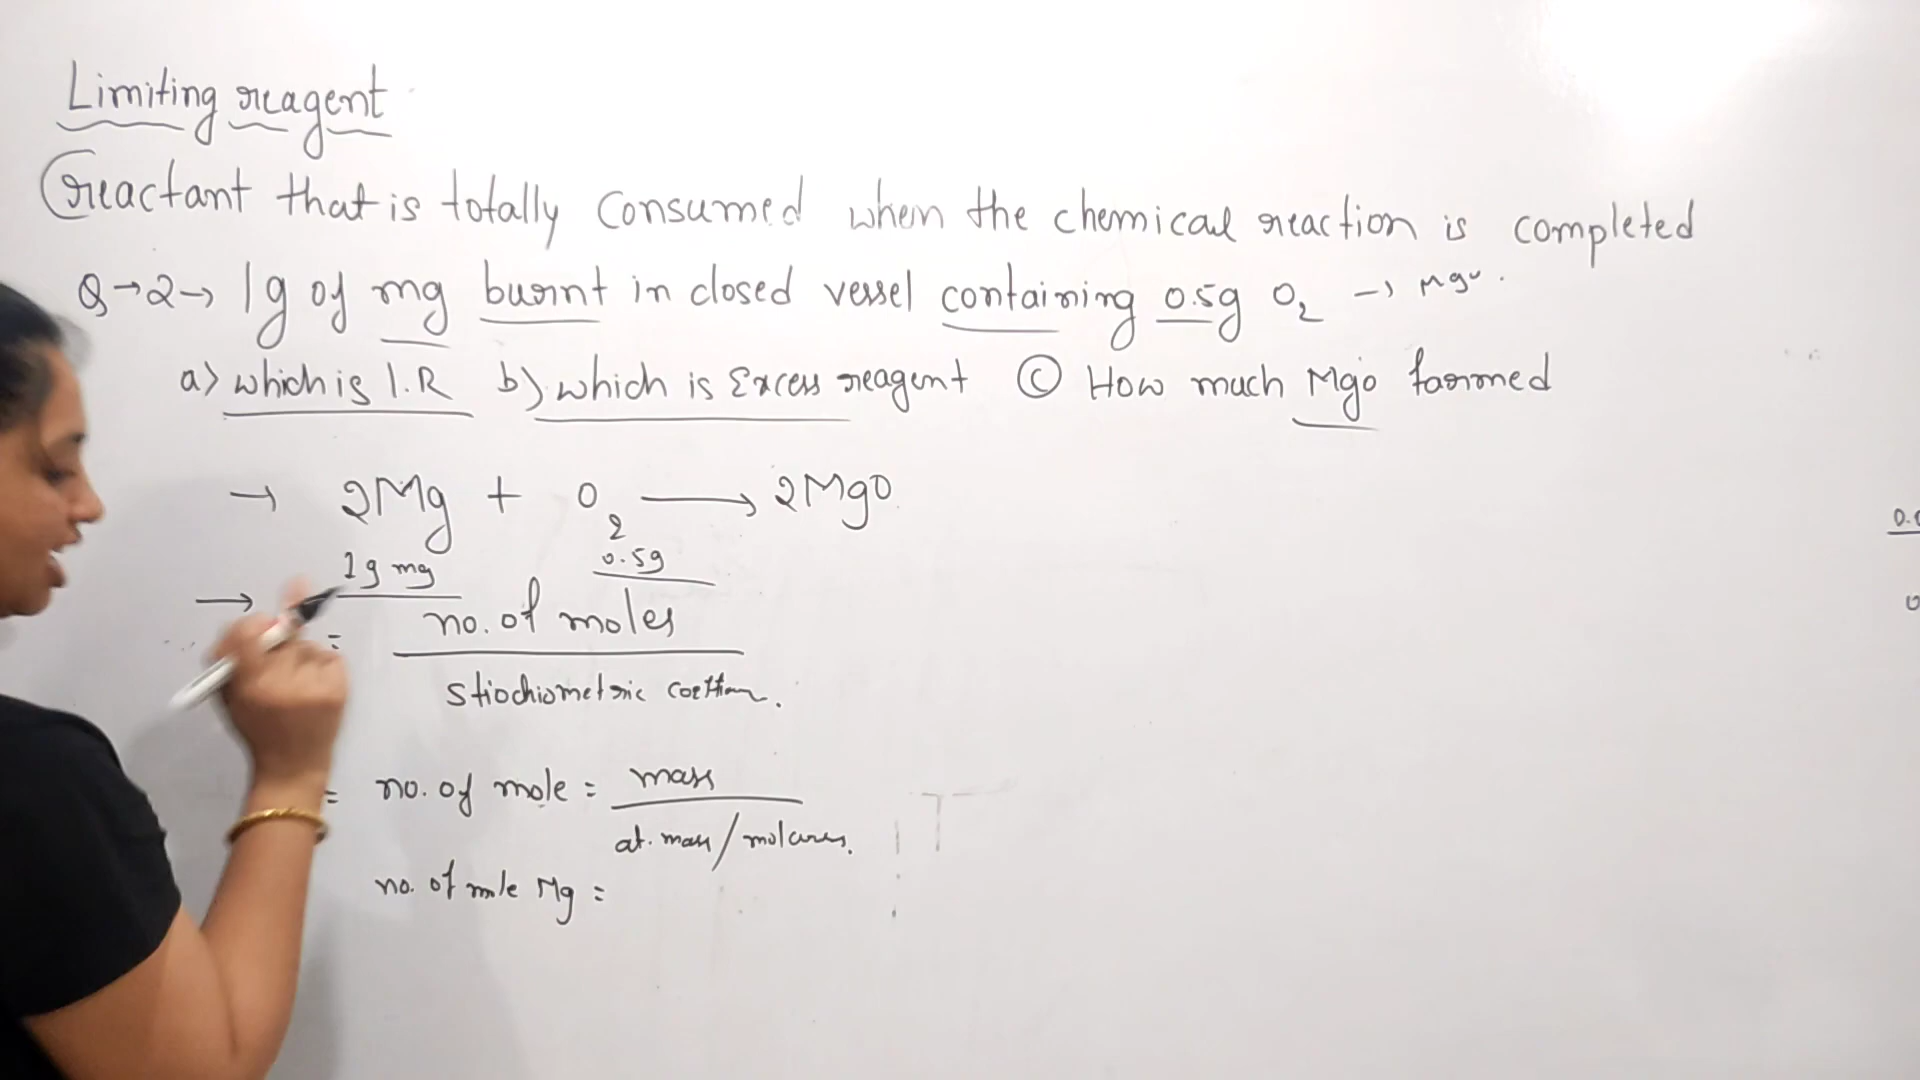 Limiting reagent
reactant that is totally consumed when the chemical reaction is completed
Q→2→ 1g of mg burnt in closed vessel containing 0.5g O2 → Mgo.
a) which is l.R b) which is Excess reagent © How much Mgo formed
→ 2Mg + O2 ⟶ 2MgO
1g mg 0.5g
→ = no. of moles
stiochiometric
= no. of mole = mass
at. mass/
no. of mole Mg =